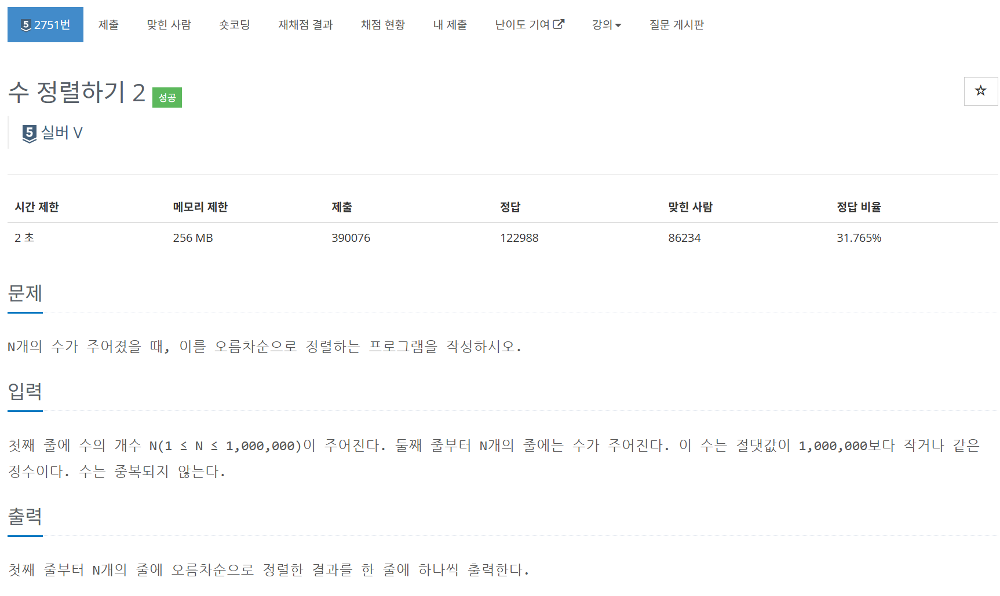 5 2751번 제출 맞힌 사람 숏코딩 재채점 결과 채점 현황 내 제출 난이도 기여 강의 질문 게시판
수 정렬하기 2 성공
5 실버 V
시간 제한 메모리 제한 제출 정답 맞힌 사람 정답 비율
2 초 256 MB 390076 122988 86234 31.765%
문제
N개의 수가 주어졌을 때, 이를 오름차순으로 정렬하는 프로그램을 작성하시오.
입력
첫째 줄에 수의 개수 N(1 ≤ N ≤ 1,000,000)이 주어진다. 둘째 줄부터 N개의 줄에는 수가 주어진다. 이 수는 절댓값이 1,000,000보다 작거나 같은
정수이다. 수는 중복되지 않는다.
출력
첫째 줄부터 N개의 줄에 오름차순으로 정렬한 결과를 한 줄에 하나씩 출력한다.